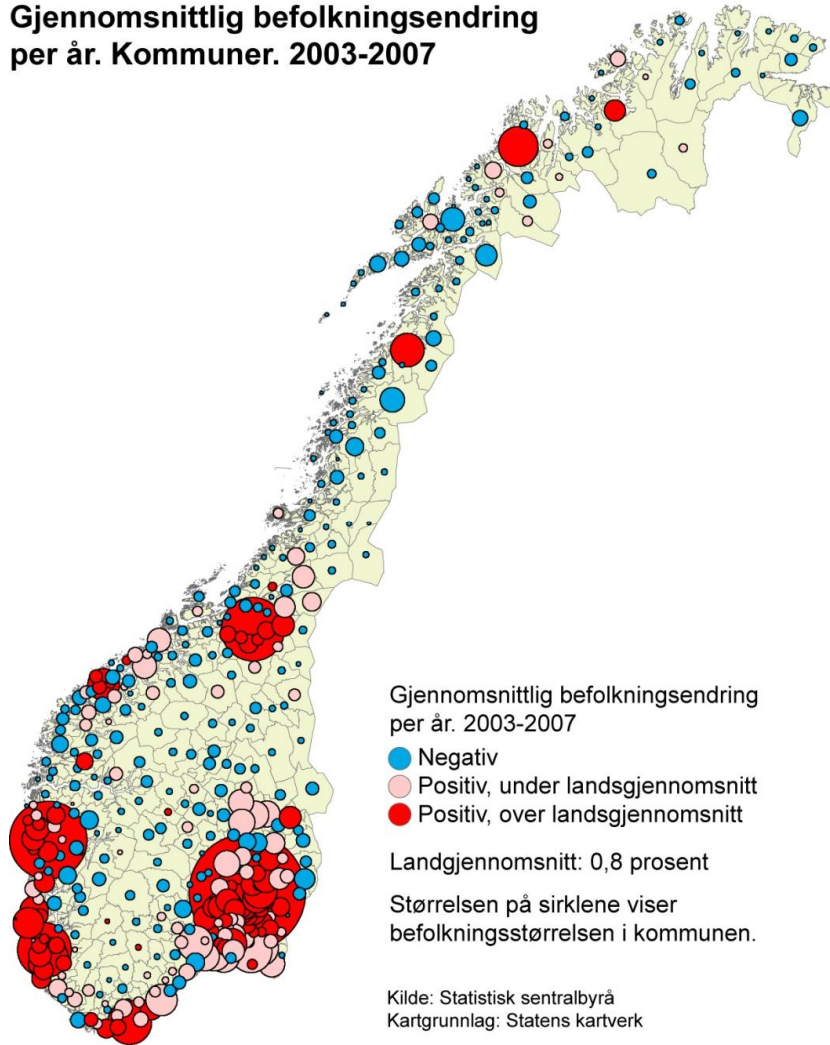 Gjennomsnittlig befolkningsendring
per år. Kommuner. 2003-2007
Gjennomsnittlig befolkningsendring
per år. 2003-2007
Negativ
Positiv, under landsgjennomsnitt
Positiv, over landsgjennomsnitt
Landgjennomsnitt: 0,8 prosent
Størrelsen på sirklene viser
befolkningsstørrelsen i kommunen.
Kilde: Statistisk sentralbyrå
Kartgrunnlag: Statens kartverk